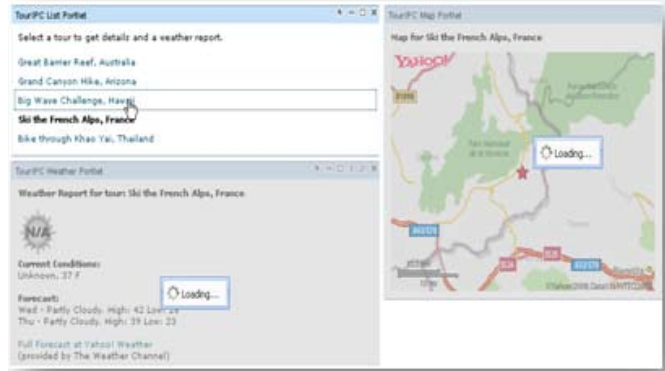 TourIPC List Portlet
Select a tour to get details and a weather report.
Great Barrier Reef, Australia
Grand Canyon Hike, Arizona
Big Wave Challenge, Hawaii
Ski the French Alps, France
Bike through Khao Yai, Thailand
TourIPC Weather Portlet
Weather Report for tour: Ski the French Alps, France
N/A
Current Conditions:
Unknown, 37 F
Loading...
Forecast:
Wed - Partly Cloudy. High: 42 Low:
Thu - Partly Cloudy. High: 39 Low: 23
Full Forecast at Yahoo! Weather
(provided by The Weather Channel)
TourIPC Map Portlet
Map for Ski the French Alps, France
YAHOO!
Loading...